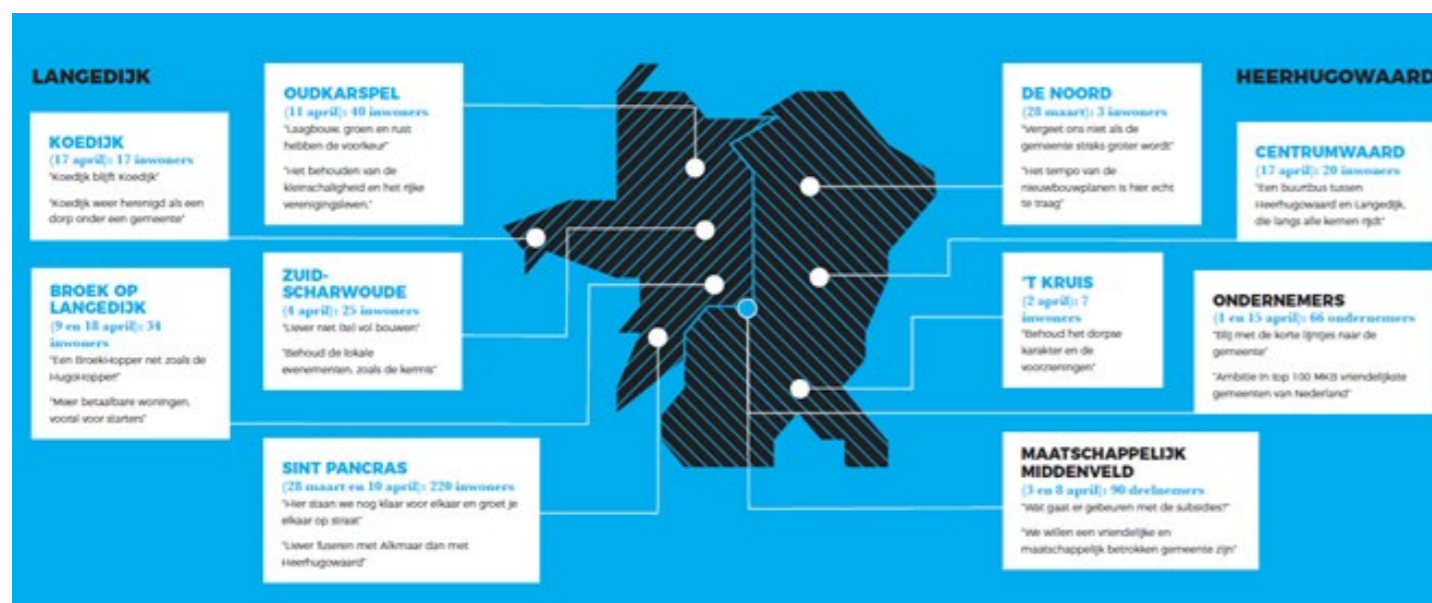 LANGEDIJK
KOEDIJK
(17 april): 17 inwoners
"Koedijk blijft Koedijk"
"Koedijk weer herenigd als een
dorp onder een gemeente"
BROEK OP
LANGEDIJK
(9 en 18 april): 34
inwoners
"Een BroekHopper net zoals de
HugoHopper!"
"Meer betaalbare woningen,
vooral voor starters"
OUDKARSPEL
(11 april): 40 inwoners
"Laagbouw, groen en rust
hebben de voorkeur"
"Het behouden van de
kleinschaligheid en het rijke
verenigingsleven."
ZUID-
SCHARWOUDE
(4 april): 25 inwoners
"Liever niet (te) vol bouwen"
"Behoud de lokale
evenementen, zoals de kermis"
SINT PANCRAS
(28 maart en 10 april): 220 inwoners
"Hier staan we nog klaar voor elkaar en groet je
elkaar op straat"
"Liever fuseren met Alkmaar dan met
Heerhugowaard"
DE NOORD
(28 maart): 3 inwoners
"Vergeet ons niet als de
gemeente straks groter wordt"
"Het tempo van de
nieuwbouwplanen is hier echt
te traag"
'T KRUIS
(2 april): 7
inwoners
"Behoud het dorpse
karakter en de
voorzieningen"
MAATSCHAPPELIJK
MIDDENVELD
(3 en 8 april): 90 deelnemers
"Wat gaat er gebeuren met de subsidies?"
"We willen een vriendelijke en
maatschappelijk betrokken gemeente zijn"
HEERHUGOWAARD
CENTRUMWAARD
(17 april): 20 inwoners
"Een buurtbus tussen
Heerhugowaard en Langedijk,
die langs alle kernen rijdt"
ONDERNEMERS
(1 en 15 april): 66 ondernemers
"Blij met de korte lijntjes naar de
gemeente"
"Ambitie in top 100 MKB vriendelijkste
gemeenten van Nederland"